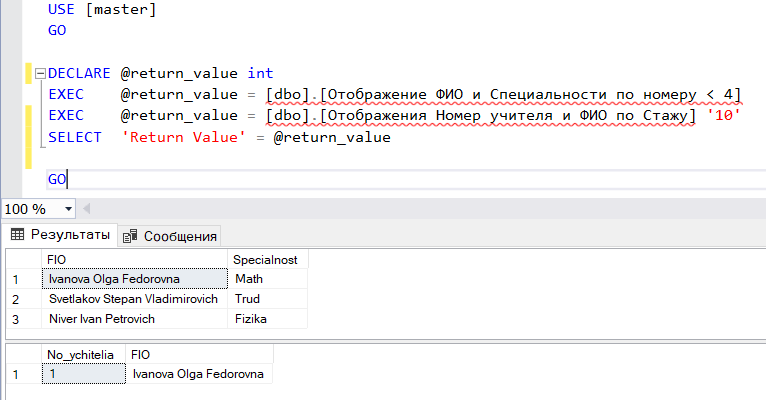 USE [master]
GO
DECLARE @return_value int
EXEC @return_value = [dbo].[Отображение ФИО и Специальности по номеру < 4]
EXEC @return_value = [dbo].[Отображения Номер учителя и ФИО по Стажу] '10'
SELECT 'Return Value' = @return_value
GO
100 %
Результаты Сообщения
FIO Specialnost
1 Ivanova Olga Fedorovna Math
2 Svetlakov Stepan Vladimirovich Trud
3 Niver Ivan Petrovich Fizika
No_ychitelia FIO
1 1 Ivanova Olga Fedorovna